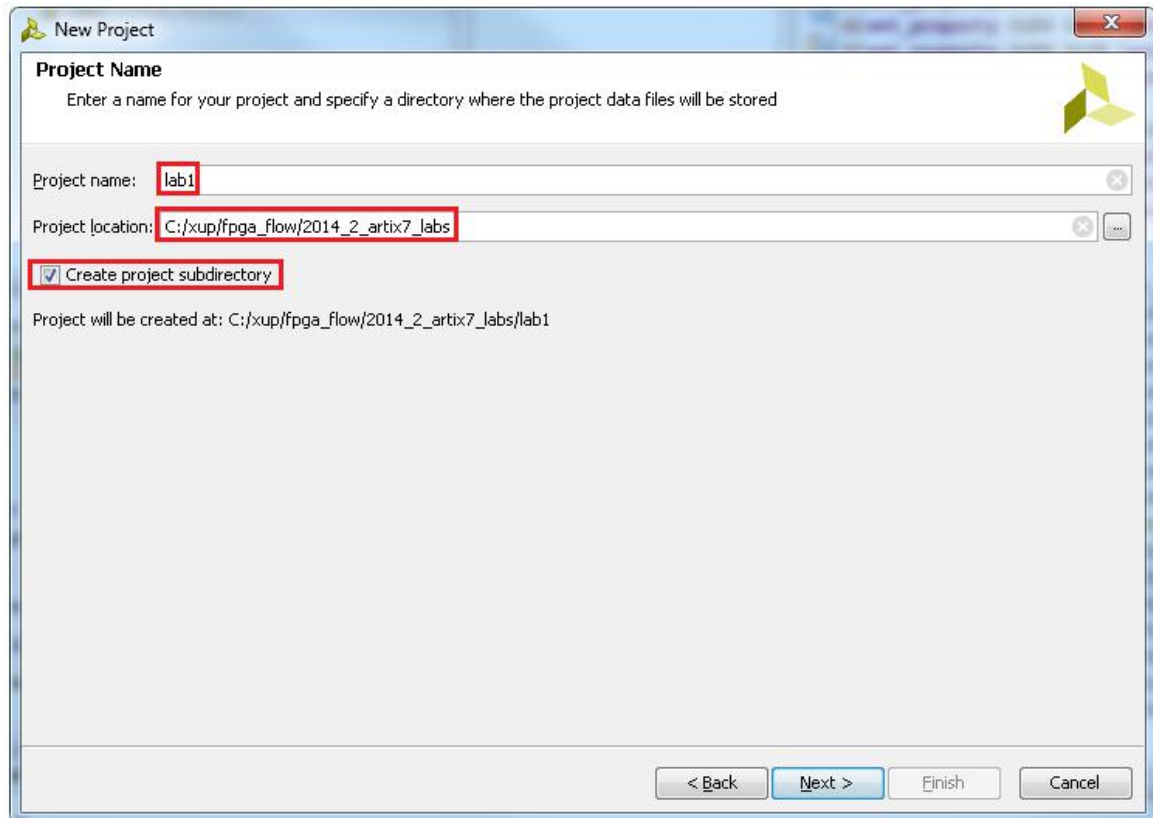 New Project
Project Name
Enter a name for your project and specify a directory where the project data files will be stored
Project name: lab1
Project location: C:/xup/fpga_flow/2014_2_artix7_labs ...
Create project subdirectory
Project will be created at: C:/xup/fpga_flow/2014_2_artix7_labs/lab1
< Back Next > Finish Cancel